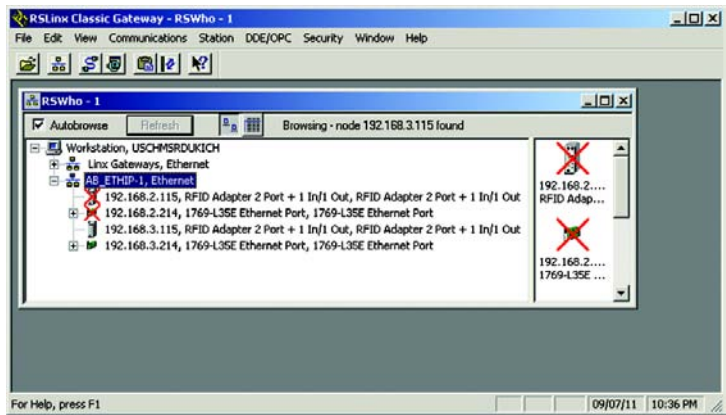 RSLinx Classic Gateway - RSWho - 1
File Edit View Communications Station DDE/OPC Security Window Help
RSWho - 1
Autobrowse Refresh Browsing - node 192.168.3.115 found
Workstation, USCHMSRDUKICH
Linx Gateways, Ethernet
AB_ETHIP-1, Ethernet
192.168.2.115, RFID Adapter 2 Port + 1 In/1 Out, RFID Adapter 2 Port + 1 In/1 Out
192.168.2.214, 1769-L35E Ethernet Port, 1769-L35E Ethernet Port
192.168.3.115, RFID Adapter 2 Port + 1 In/1 Out, RFID Adapter 2 Port + 1 In/1 Out
192.168.3.214, 1769-L35E Ethernet Port, 1769-L35E Ethernet Port
192.168.2....
RFID Adap...
192.168.2....
1769-L35E ...
For Help, press F1
09/07/11 10:36 PM